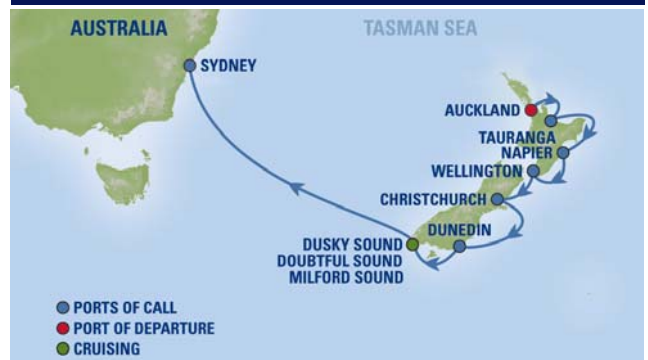 AUSTRALIA
TASMAN SEA
SYDNEY
AUCKLAND
TAURANGA
NAPIER
WELLINGTON
CHRISTCHURCH
DUNEDIN
DUSKY SOUND
DOUBTFUL SOUND
MILFORD SOUND
PORTS OF CALL
PORT OF DEPARTURE
CRUISING